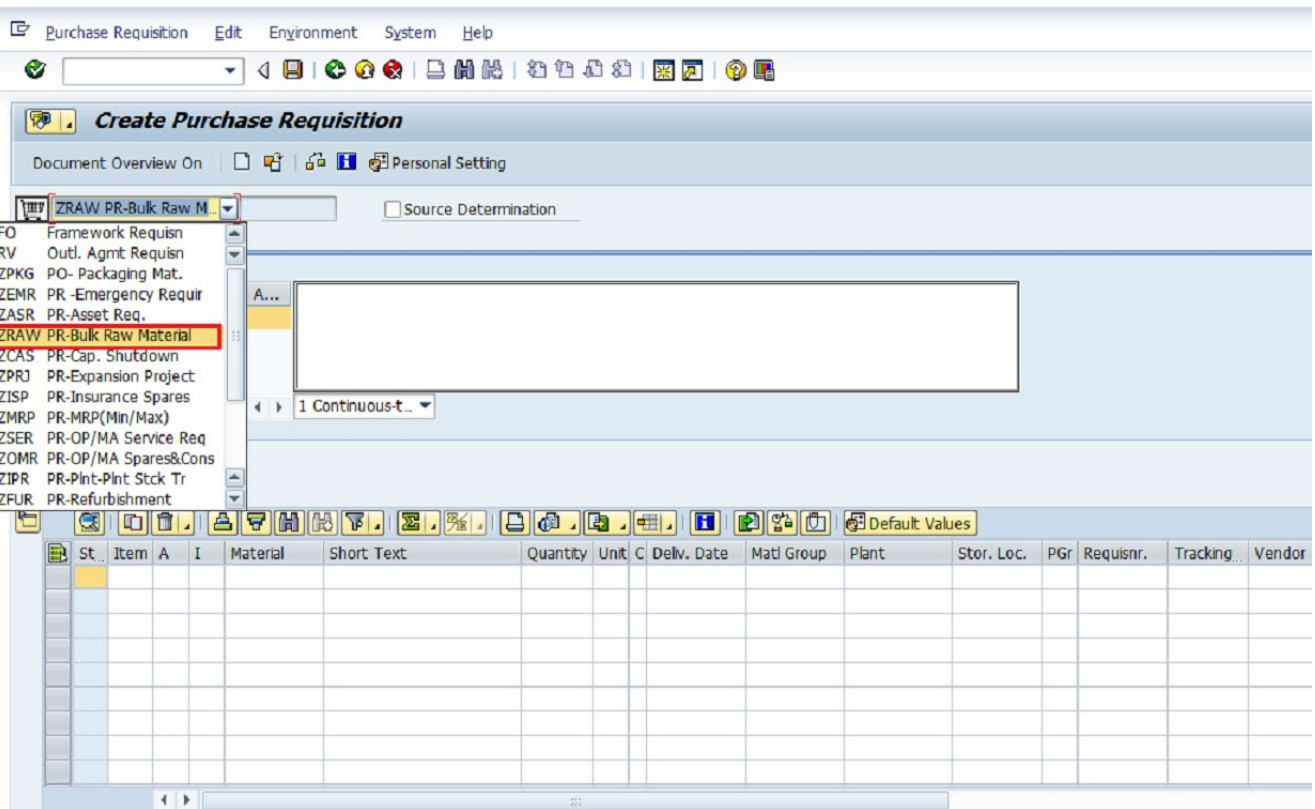 Purchase Requisition Edit Environment System Help
Create Purchase Requisition
Document Overview On Personal Setting
ZRAW PR-Bulk Raw M... Source Determination
FO Framework Requisn
RV Outl. Agmt Requisn
ZPKG PO- Packaging Mat.
ZEMR PR -Emergency Requir
A...
ZASR PR-Asset Req.
ZRAW PR-Bulk Raw Material
ZCAS PR-Cap. Shutdown
ZPRJ PR-Expansion Project
ZISP PR-Insurance Spares
1 Continuous-t...
ZMRP PR-MRP(Min/Max)
ZSER PR-OP/MA Service Req
ZOMR PR-OP/MA Spares&Cons
ZIPR PR-Plnt-Plnt Stck Tr
ZFUR PR-Refurbishment
Default Values
St... Item A I Material Short Text Quantity Unit C Deliv. Date Matl Group Plant Stor. Loc. PGr Requisnr. Tracking... Vendor